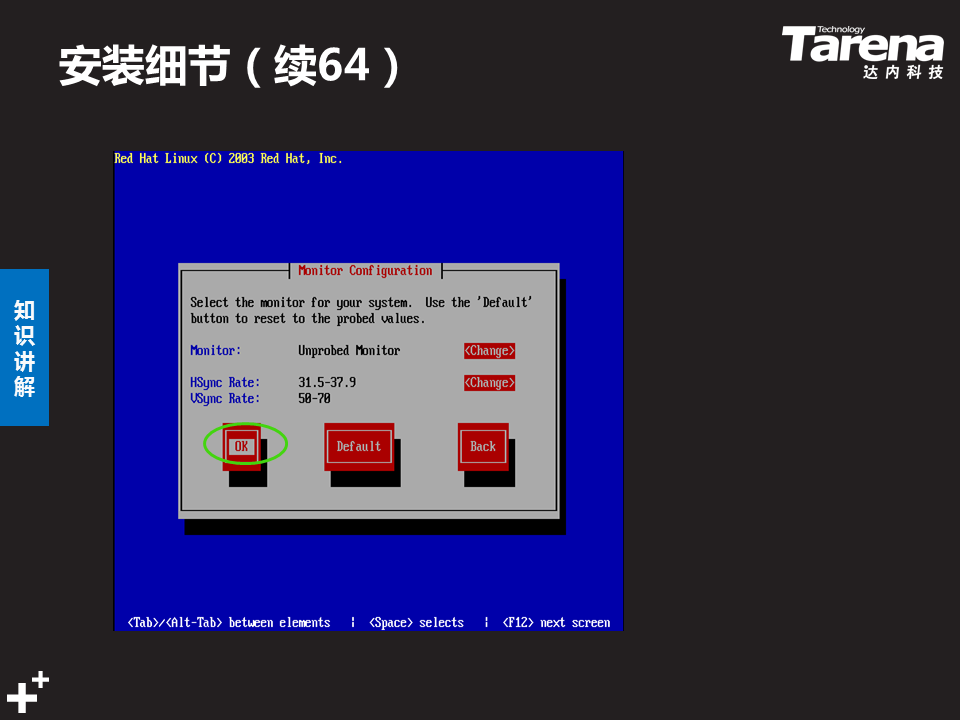 安装细节（续64）
Technology
Tarena
达内科技
Red Hat Linux (C) 2003 Red Hat, Inc.
Monitor Configuration
Select the monitor for your system.  Use the 'Default'
button to reset to the probed values.
Monitor: Unprobed Monitor <Change>
HSync Rate: 31.5-37.9 <Change>
VSync Rate: 50-70
OK Default Back
<Tab>/<Alt-Tab> between elements | <Space> selects | <F12> next screen
知识讲解